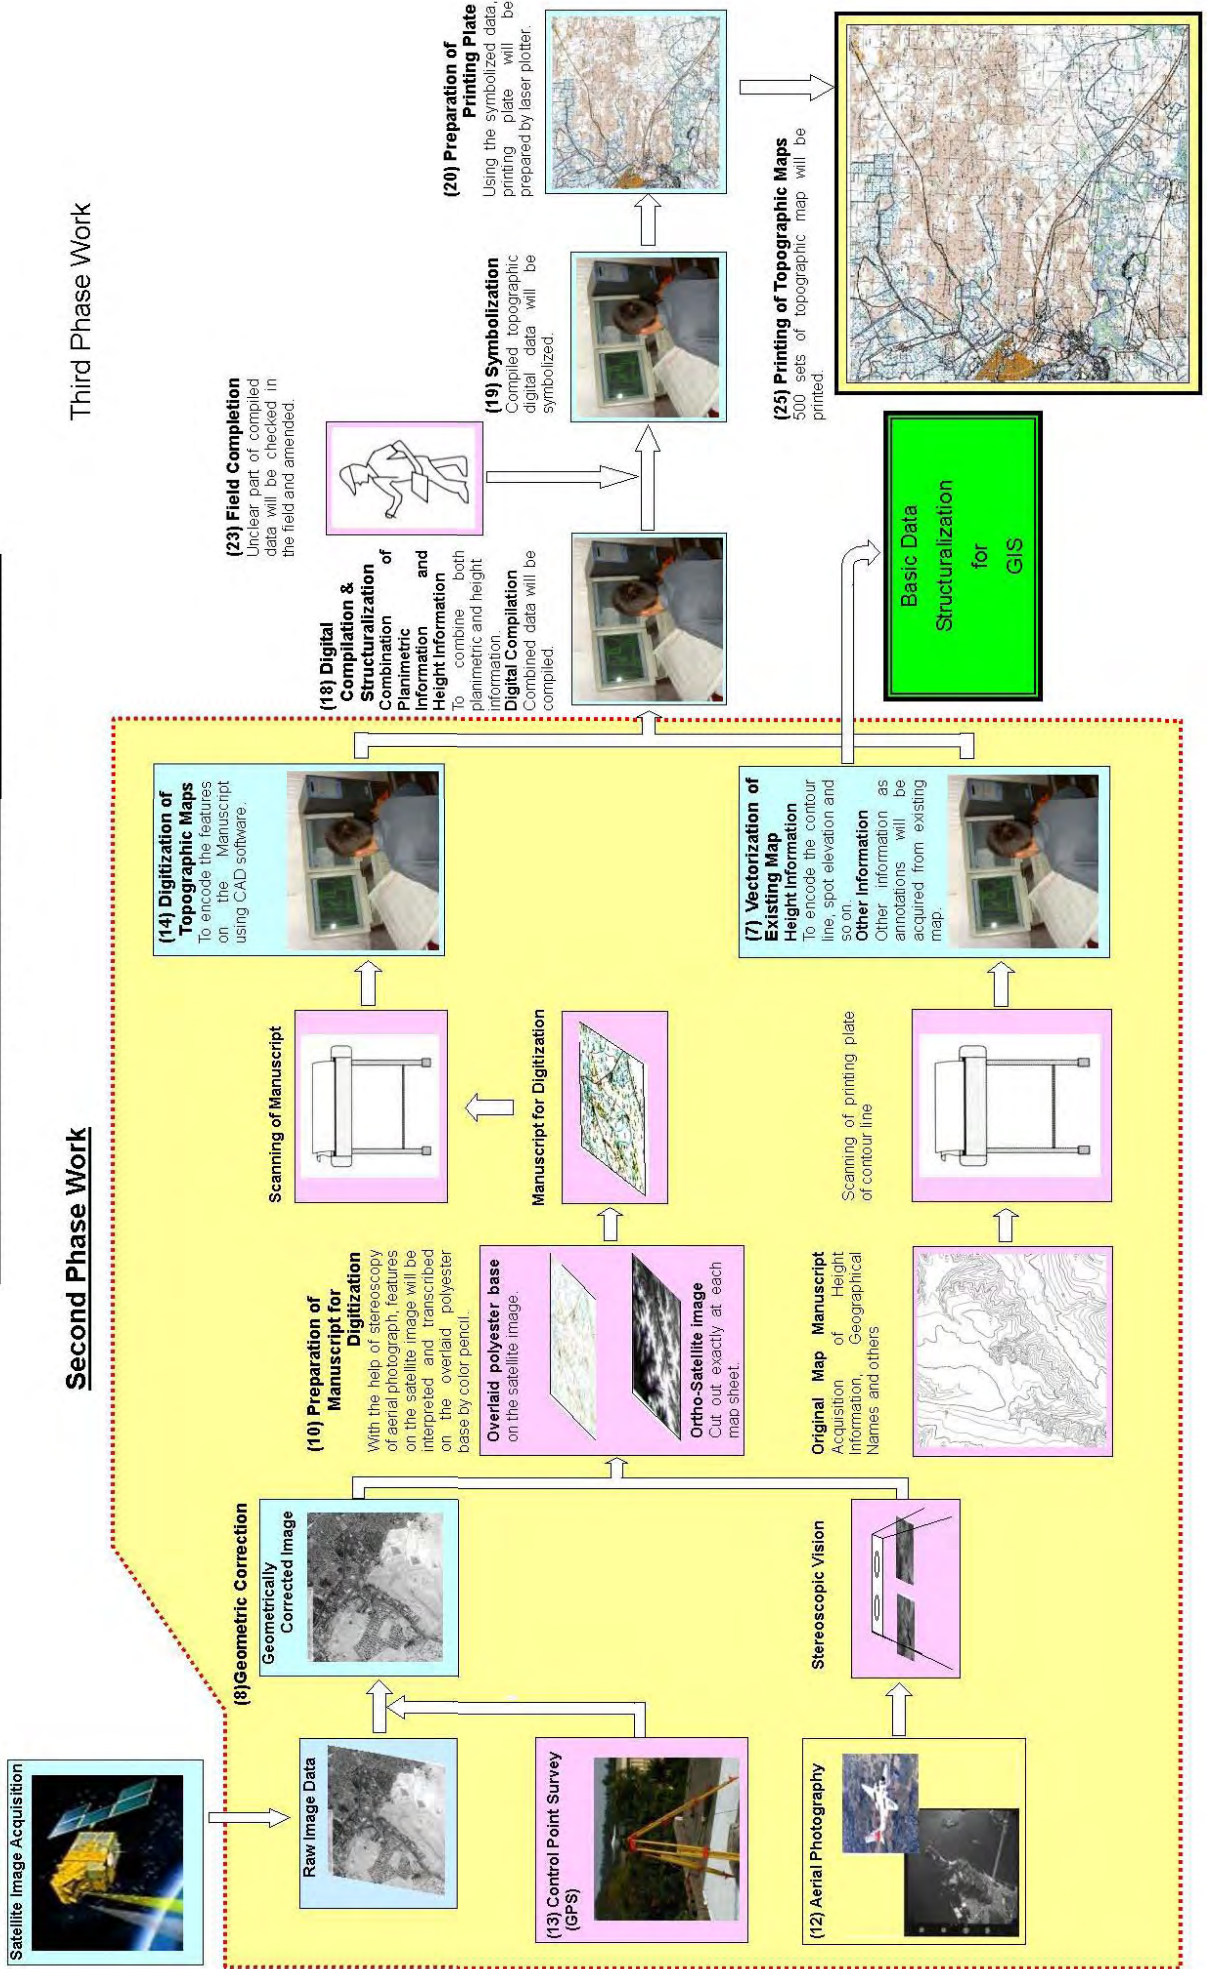 Second Phase Work
Third Phase Work
Satellite Image Acquisition
Raw Image Data
(13) Control Point Survey
(GPS)
(12) Aerial Photography
(8)Geometric Correction
Geometrically
Corrected Image
Stereoscopic Vision
(10) Preparation of
Manuscript for
Digitization
With the help of stereoscopy
of aerial photograph, features
on the satellite image will be
interpreted and transcribed
on the overlaid polyester
base by color pencil.
Overlaid polyester base
on the satellite image.
Ortho-Satellite image
Cut out exactly at each
map sheet.
Original Map Manuscript
Acquisition of Height
Information, Geographical
Names and others
Scanning of Manuscript
Manuscript for Digitization
Scanning of printing plate
of contour line
(14) Digitization of
Topographic Maps
To encode the features
on the Manuscript
using CAD software.
(7) Vectorization of
Existing Map
Height Information
To encode the contour
line, spot elevation and
so on.
Other Information
Other information as
annotations will be
acquired from existing
map.
(18) Digital
Compilation &
Structuralization
Combination of
Planimetric
Information and
Height Information
To combine both
planimetric and height
information.
Digital Compilation
Combined data will be
compiled.
(23) Field Completion
Unclear part of compiled
data will be checked in
the field and amended.
Basic Data
Structuralization
for
GIS
(19) Symbolization
Compiled topographic
digital data will be
symbolized.
(20) Preparation of
Printing Plate
Using the symbolized data,
printing plate will be
prepared by laser plotter.
(25) Printing of Topographic Maps
500 sets of topographic map will be
printed.